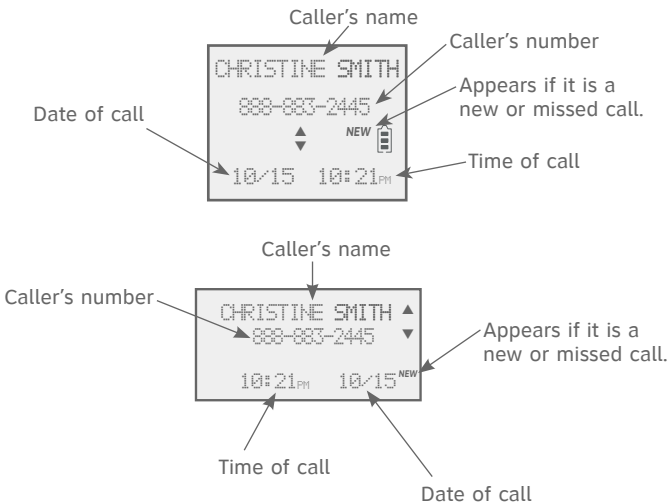 Caller's name
CHRISTINE SMITH
Caller's number
888-883-2445
Appears if it is a
new or missed call.
NEW
Date of call
10/15 10:21PM
Time of call
Caller's name
Caller's number
CHRISTINE SMITH
888-883-2445
Appears if it is a
new or missed call.
10:21PM 10/15 NEW
Time of call
Date of call